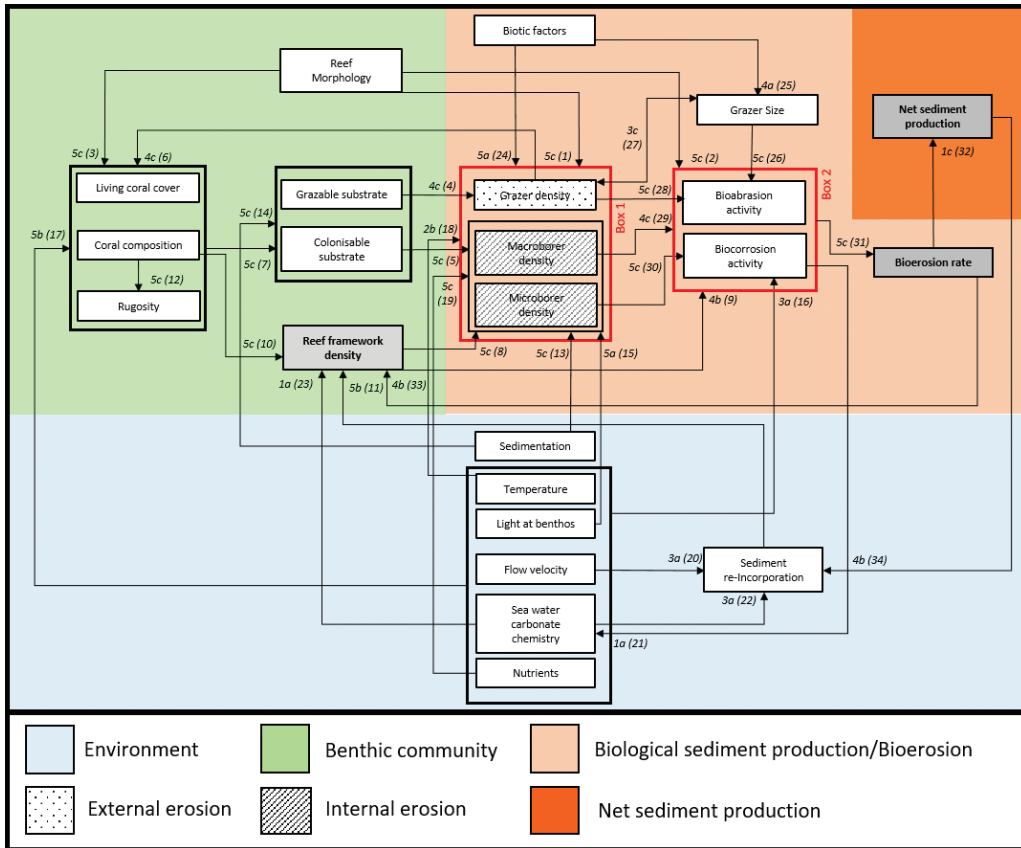 Biotic factors
Reef
Morphology
4a (25)
Grazer Size
Net sediment
production
3c
(27)
5c (3)
4c (6)
5a (24)
5c (1)
5c (2)
5c (26)
1c (32)
Living coral cover
Grazable substrate
4c (4)
Grazer density
Box 1
5c (28)
Bioabrasion
activity
Box 2
5c (14)
5b (17)
Coral composition
5c (7)
Colonisable
substrate
2b (18)
5c (5)
Macroborer
density
4c (29)
Biocorrosion
activity
5c (31)
Bioerosion rate
5c (12)
5c
(19)
5c (30)
Rugosity
Microborer
density
4b (9)
3a (16)
5c (10)
Reef framework
density
5c (8)
5c (13)
5a (15)
1a (23)
5b (11)
4b (33)
Sedimentation
Temperature
Light at benthos
Flow velocity
3a (20)
Sediment
re-Incorporation
4b (34)
3a (22)
Sea water
carbonate
chemistry
1a (21)
Nutrients
Environment
Benthic community
Biological sediment production/Bioerosion
External erosion
Internal erosion
Net sediment production